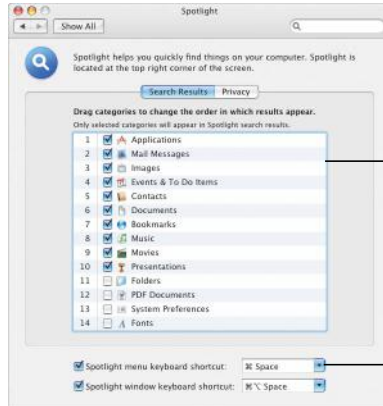 Spotlight
Show All
Spotlight helps you quickly find things on your computer. Spotlight is
located at the top right corner of the screen.
Search Results Privacy
Drag categories to change the order in which results appear.
Only selected categories will appear in Spotlight search results.
1 Applications
2 Mail Messages
3 Images
4 Events & To Do Items
5 Contacts
6 Documents
7 Bookmarks
8 Music
9 Movies
10 Presentations
11 Folders
12 PDF Documents
13 System Preferences
14 Fonts
Spotlight menu keyboard shortcut: ⌘ Space
Spotlight window keyboard shortcut: ⌘⌥ Space